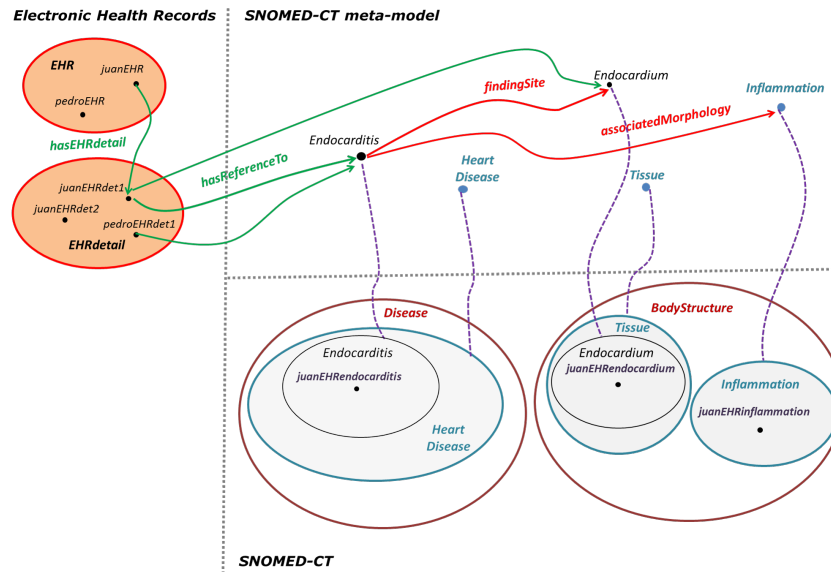 Electronic Health Records
SNOMED-CT meta-model
EHR
juanEHR
pedroEHR
hasEHRdetail
juanEHRdet1
juanEHRdet2
pedroEHRdet1
EHRdetail
hasReferenceTo
Endocarditis
findingSite
Endocardium
associatedMorphology
Inflammation
Heart
Disease
Tissue
Disease
Endocarditis
juanEHRendocarditis
Heart
Disease
BodyStructure
Tissue
Endocardium
juanEHRendocardium
Inflammation
juanEHRinflammation
SNOMED-CT